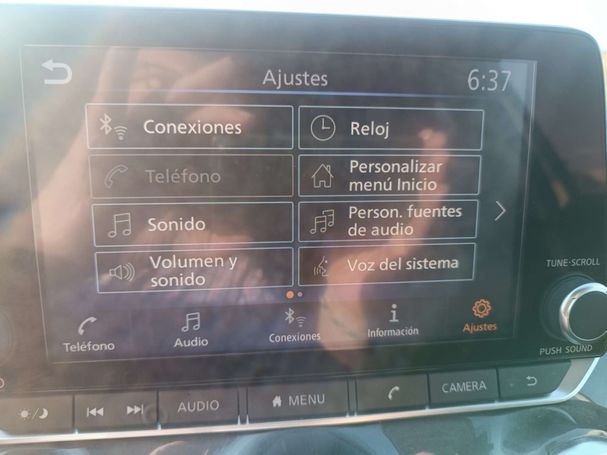 Ajustes
6:37
Conexiones
Reloj
Teléfono
Personalizar
menú Inicio
Sonido
Person. fuentes
de audio
Volumen y
sonido
Voz del sistema
TUNE·SCROLL
Teléfono
Audio
Conexiones
Información
Ajustes
PUSH SOUND
AUDIO
MENU
CAMERA